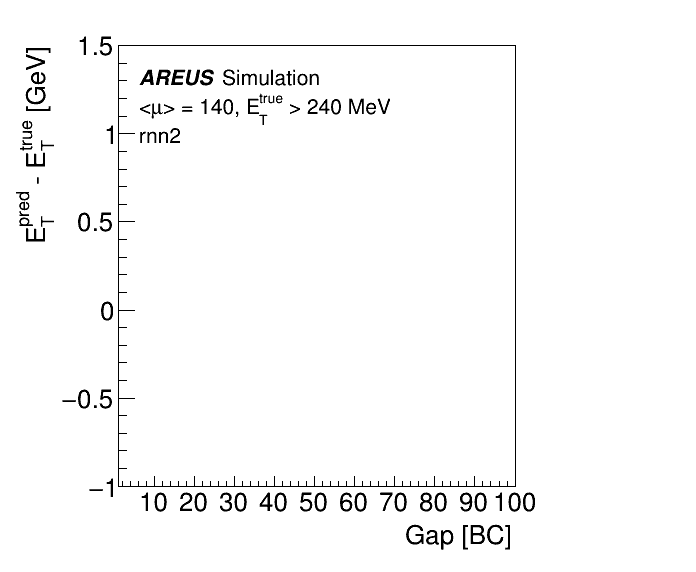 AREUS Simulation
<μ> = 140, E_T^true > 240 MeV
rnn2
E_T^pred - E_T^true [GeV]
1.5
1
0.5
0
−0.5
−1
10 20 30 40 50 60 70 80 90 100
Gap [BC]